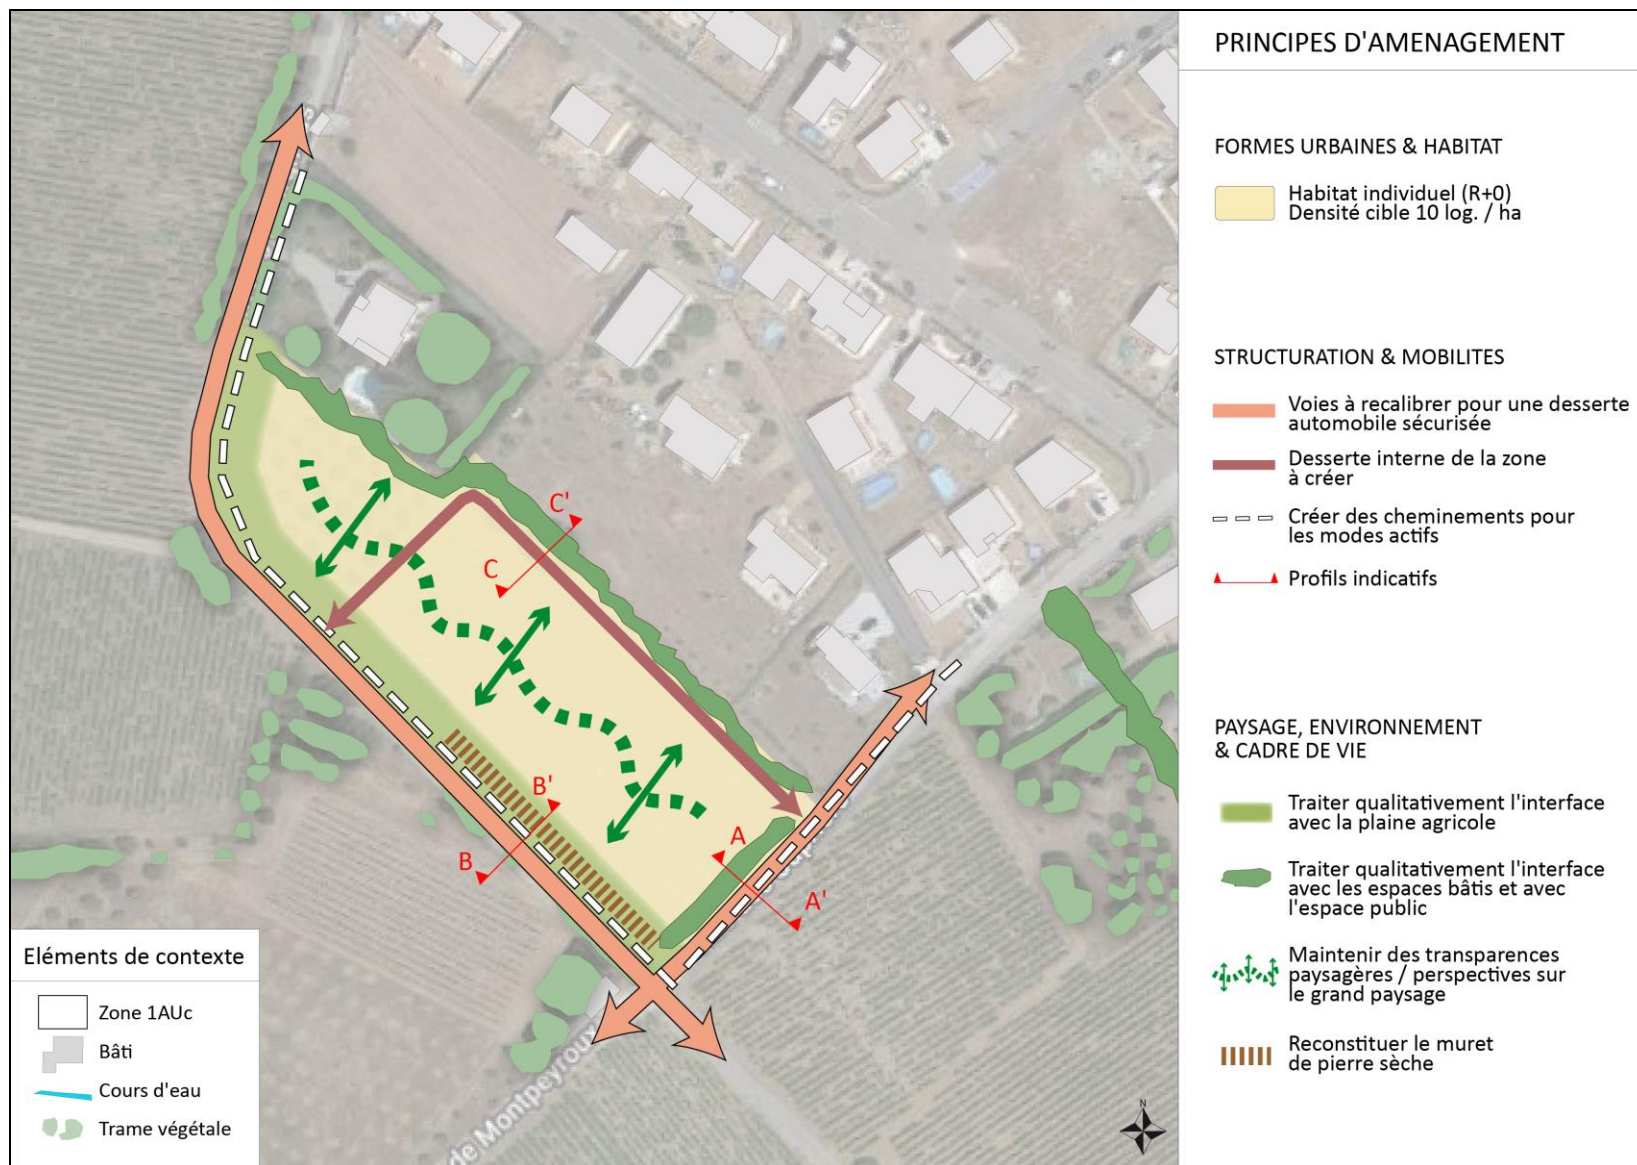 PRINCIPES D'AMENAGEMENT
FORMES URBAINES & HABITAT
Habitat individuel (R+0)
Densité cible 10 log. / ha
STRUCTURATION & MOBILITES
Voies à recalibrer pour une desserte
automobile sécurisée
Desserte interne de la zone
à créer
Créer des cheminements pour
les modes actifs
Profils indicatifs
PAYSAGE, ENVIRONNEMENT
& CADRE DE VIE
Traiter qualitativement l'interface
avec la plaine agricole
Traiter qualitativement l'interface
avec les espaces bâtis et avec
l'espace public
Maintenir des transparences
paysagères / perspectives sur
le grand paysage
Reconstituer le muret
de pierre sèche
C'
C
B'
B
A
A'
de Montpeyroux
N
Eléments de contexte
Zone 1AUc
Bâti
Cours d'eau
Trame végétale